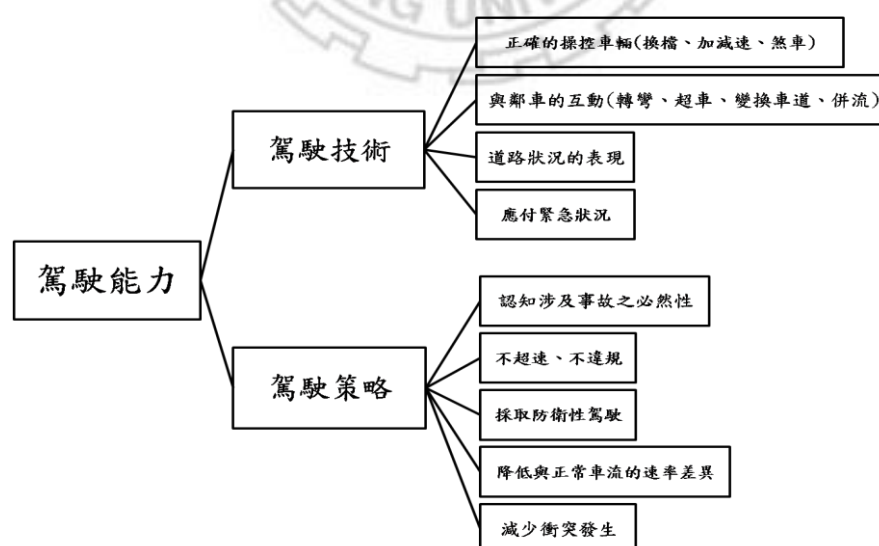 正確的操控車輛(換檔、加減速、煞車)
與鄰車的互動(轉彎、超車、變換車道、併流)
駕駛技術
道路狀況的表現
應付緊急狀況
駕駛能力
認知涉及事故之必然性
不超速、不違規
駕駛策略
採取防衛性駕駛
降低與正常車流的速率差異
減少衝突發生